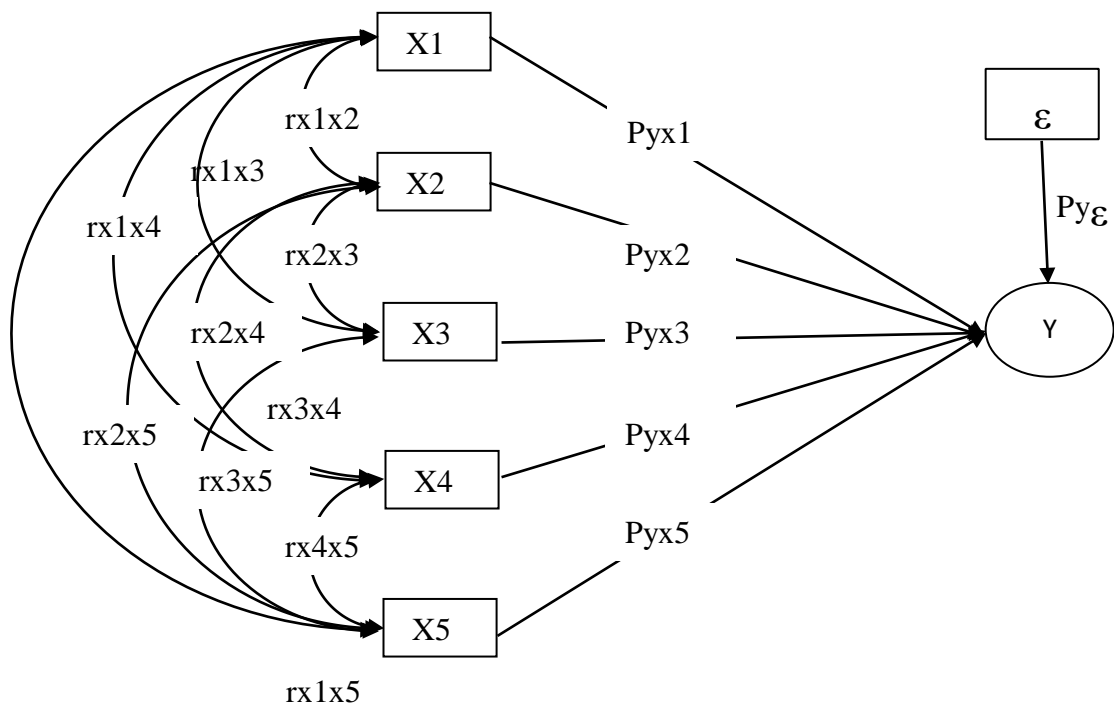 X1
rx1x2
Pyx1
ε
rx1x3
X2
Pyε
rx1x4
rx2x3
Pyx2
rx2x4
X3
Pyx3
Y
rx3x4
rx2x5
Pyx4
rx3x5
X4
Pyx5
rx4x5
X5
rx1x5